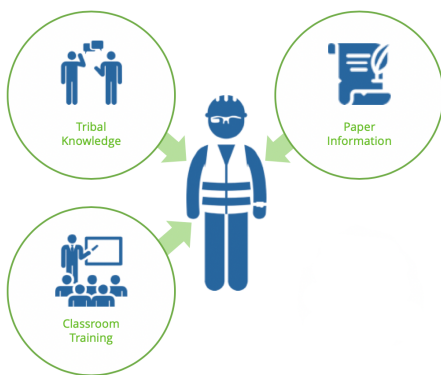 Tribal
Knowledge
Paper
Information
Classroom
Training